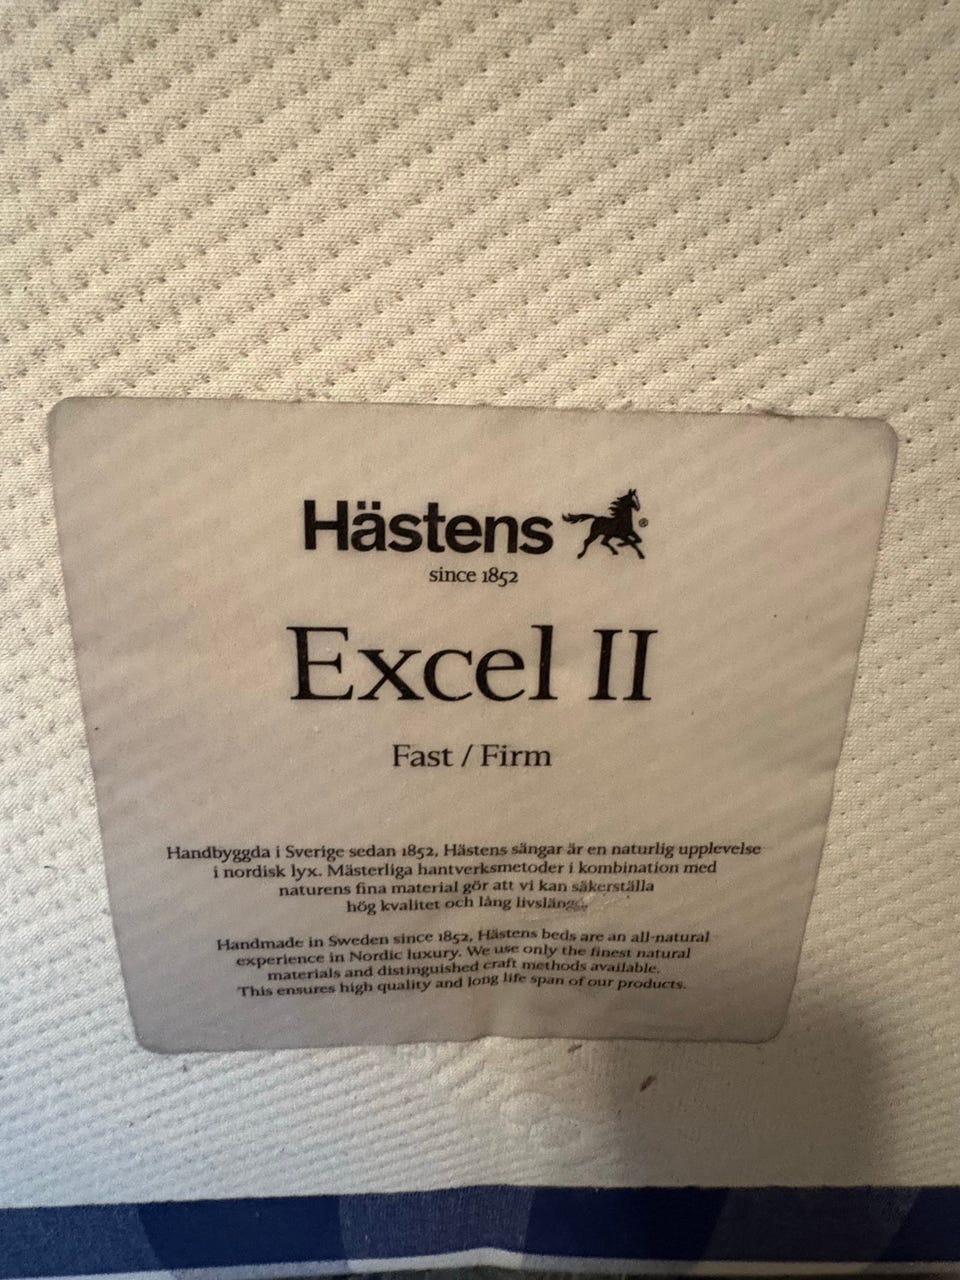 Hästens®
since 1852
Excel II
Fast / Firm
Handbyggda i Sverige sedan 1852, Hästens sängar är en naturlig upplevelse
i nordisk lyx. Mästerliga hantverksmetoder i kombination med
naturens fina material gör att vi kan säkerställa
hög kvalitet och lång
Handmade in Sweden since 1852, Hästens beds are an all-natural
experience in Nordic luxury. We use only the finest natural
materials and distinguished craft methods available.
This ensures high quality and long life span of our products.